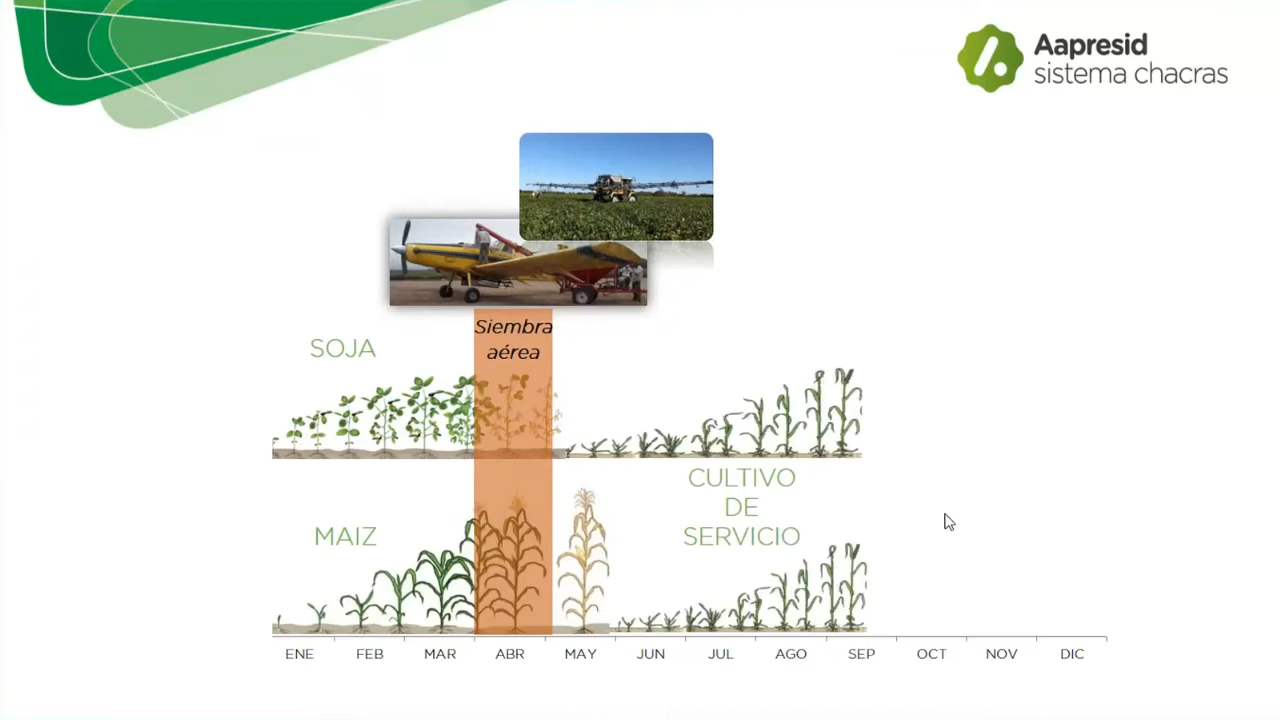 Aapresid
sistema chacras
Siembra
aérea
SOJA
CULTIVO
DE
SERVICIO
MAIZ
ENE FEB MAR ABR MAY JUN JUL AGO SEP OCT NOV DIC